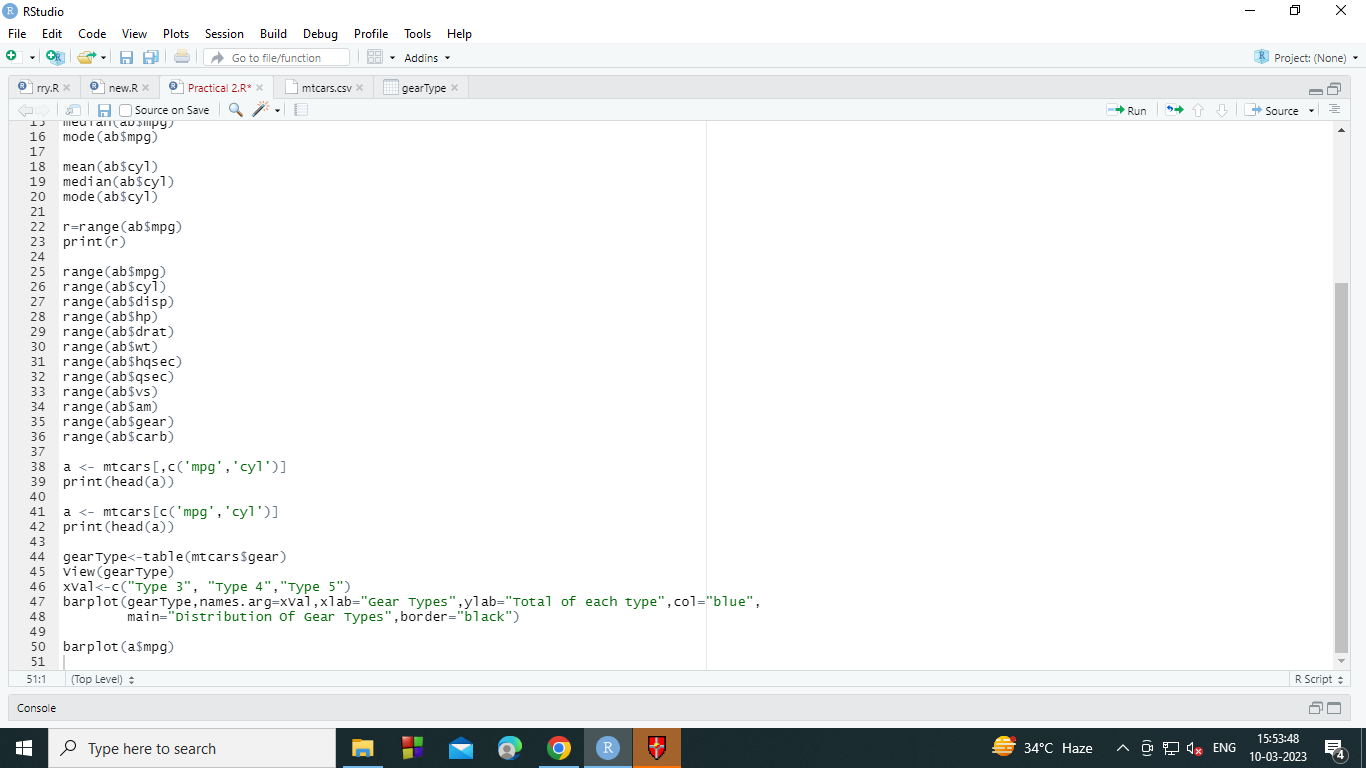 RStudio
File Edit Code View Plots Session Build Debug Profile Tools Help
Go to file/function Addins Project: (None)
rry.R new.R Practical 2.R* mtcars.csv gearType
Source on Save Run Source
15 median(ab$mpg)
16 mode(ab$mpg)
17
18 mean(ab$cyl)
19 median(ab$cyl)
20 mode(ab$cyl)
21
22 r=range(ab$mpg)
23 print(r)
24
25 range(ab$mpg)
26 range(ab$cyl)
27 range(ab$disp)
28 range(ab$hp)
29 range(ab$drat)
30 range(ab$wt)
31 range(ab$hqsec)
32 range(ab$qsec)
33 range(ab$vs)
34 range(ab$am)
35 range(ab$gear)
36 range(ab$carb)
37
38 a <- mtcars[,c('mpg','cyl')]
39 print(head(a))
40
41 a <- mtcars[c('mpg','cyl')]
42 print(head(a))
43
44 gearType<-table(mtcars$gear)
45 View(gearType)
46 xVal<-c("Type 3", "Type 4","Type 5")
47 barplot(gearType,names.arg=xVal,xlab="Gear Types",ylab="Total of each type",col="blue",
48 main="Distribution Of Gear Types",border="black")
49
50 barplot(a$mpg)
51
51:1 (Top Level) R Script
Console
Type here to search R 34°C Haze ENG 15:53:48
10-03-2023 4